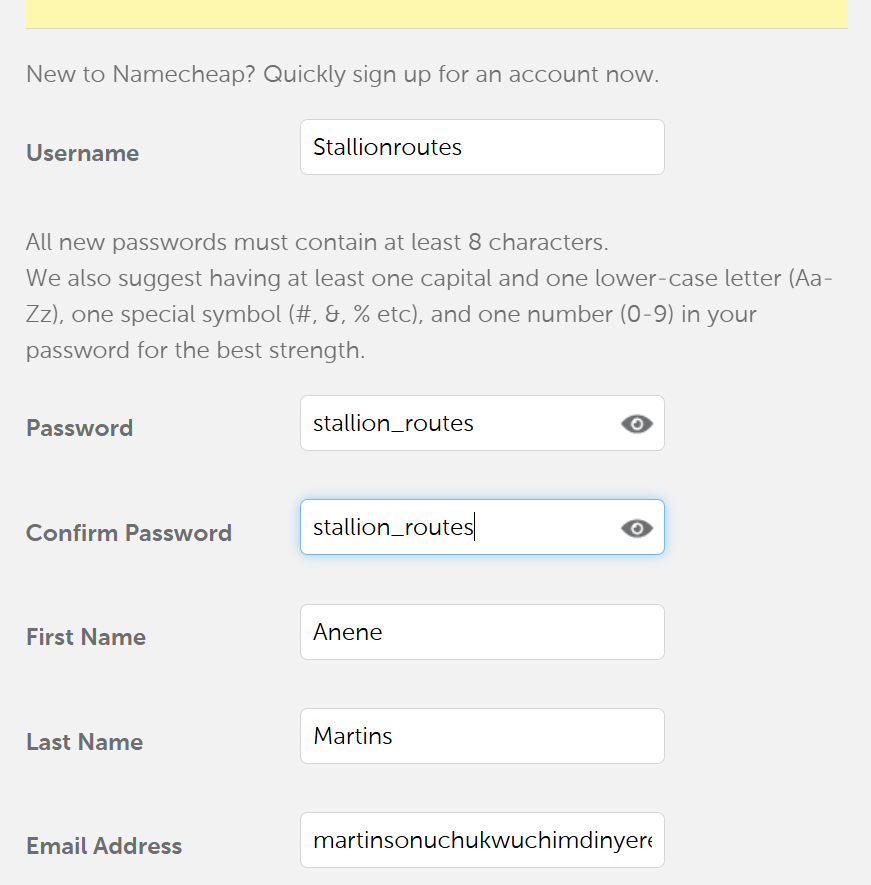 New to Namecheap? Quickly sign up for an account now.
Username
Stallionroutes
All new passwords must contain at least 8 characters.
We also suggest having at least one capital and one lower-case letter (Aa-
Zz), one special symbol (#, &, % etc), and one number (0-9) in your
password for the best strength.
Password
stallion_routes
Confirm Password
stallion_routes
First Name
Anene
Last Name
Martins
Email Address
martinsonuchukwuchimdinyere